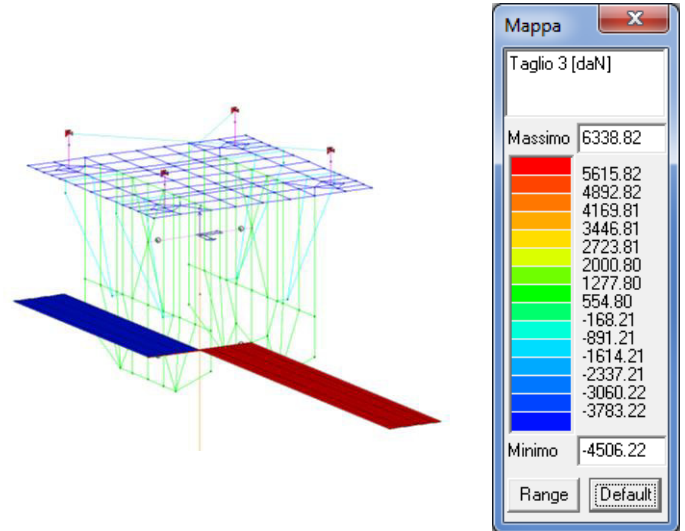 Mappa
x
Taglio 3 [daN]
Massimo 6338.82
5615.82
4892.82
4169.81
3446.81
2723.81
2000.80
1277.80
554.80
-168.21
-891.21
-1614.21
-2337.21
-3060.22
-3783.22
Minimo -4506.22
Range Default